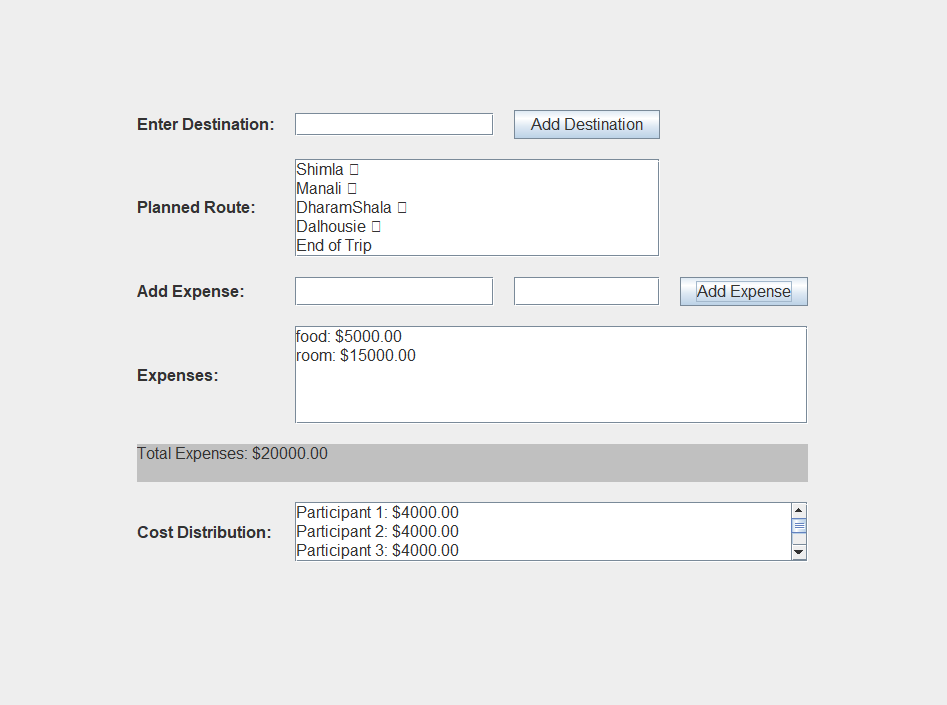 Enter Destination:
Add Destination
Planned Route:
Shimla
Manali
DharamShala
Dalhousie
End of Trip
Add Expense:
Add Expense
Expenses:
food: $5000.00
room: $15000.00
Total Expenses: $20000.00
Cost Distribution:
Participant 1: $4000.00
Participant 2: $4000.00
Participant 3: $4000.00